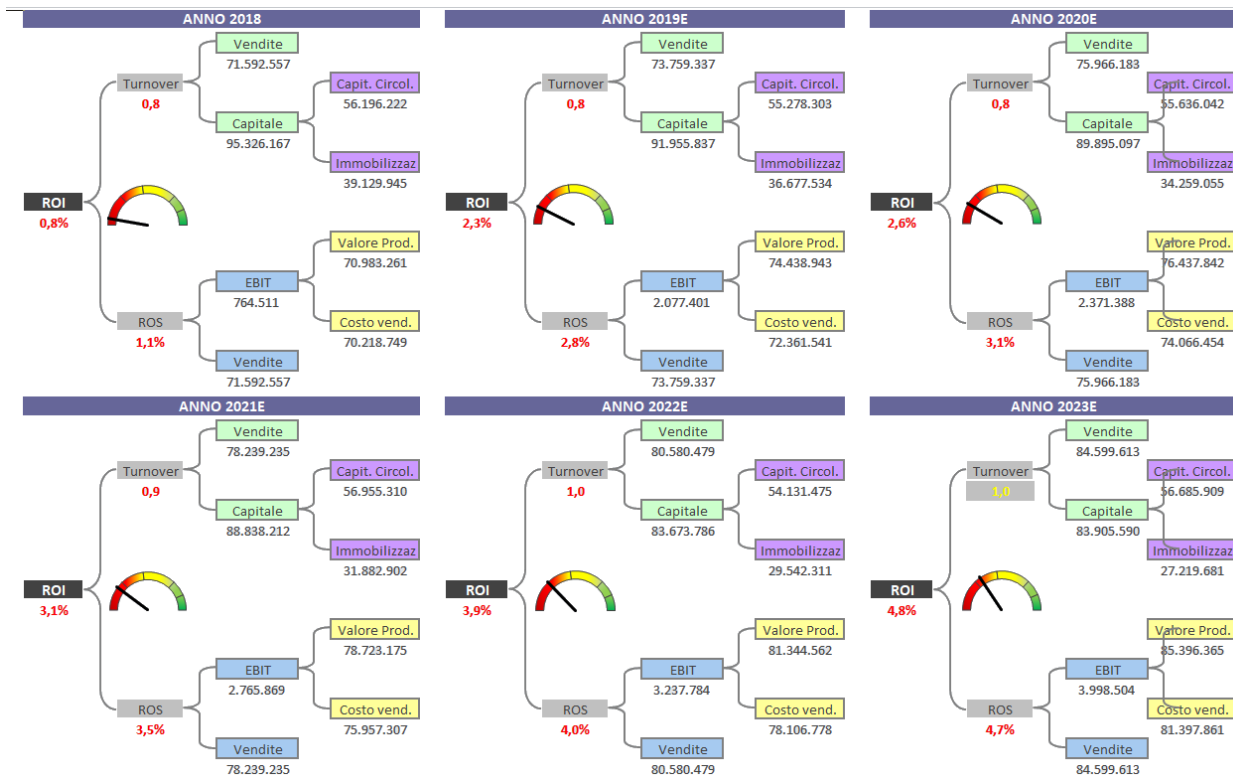 ANNO 2018
Vendite
71.592.557
Turnover
0,8
Capit. Circol.
56.196.222
Capitale
95.326.167
Immobilizzaz
39.129.945
ROI
0,8%
Valore Prod.
70.983.261
EBIT
764.511
ROS
1,1%
Costo vend.
70.218.749
Vendite
71.592.557
ANNO 2019E
Vendite
73.759.337
Turnover
0,8
Capit. Circol.
55.278.303
Capitale
91.955.837
Immobilizzaz
36.677.534
ROI
2,3%
Valore Prod.
74.438.943
EBIT
2.077.401
ROS
2,8%
Costo vend.
72.361.541
Vendite
73.759.337
ANNO 2020E
Vendite
75.966.183
Turnover
0,8
Capit. Circol.
55.636.042
Capitale
89.895.097
Immobilizzaz
34.259.055
ROI
2,6%
Valore Prod.
76.437.842
EBIT
2.371.388
ROS
3,1%
Costo vend.
74.066.454
Vendite
75.966.183
ANNO 2021E
Vendite
78.239.235
Turnover
0,9
Capit. Circol.
56.955.310
Capitale
88.838.212
Immobilizzaz
31.882.902
ROI
3,1%
Valore Prod.
78.723.175
EBIT
2.765.869
ROS
3,5%
Costo vend.
75.957.307
Vendite
78.239.235
ANNO 2022E
Vendite
80.580.479
Turnover
1,0
Capit. Circol.
54.131.475
Capitale
83.673.786
Immobilizzaz
29.542.311
ROI
3,9%
Valore Prod.
81.344.562
EBIT
3.237.784
ROS
4,0%
Costo vend.
78.106.778
Vendite
80.580.479
ANNO 2023E
Vendite
84.599.613
Turnover
1,0
Capit. Circol.
56.685.909
Capitale
83.905.590
Immobilizzaz
27.219.681
ROI
4,8%
Valore Prod.
85.396.365
EBIT
3.998.504
ROS
4,7%
Costo vend.
81.397.861
Vendite
84.599.613